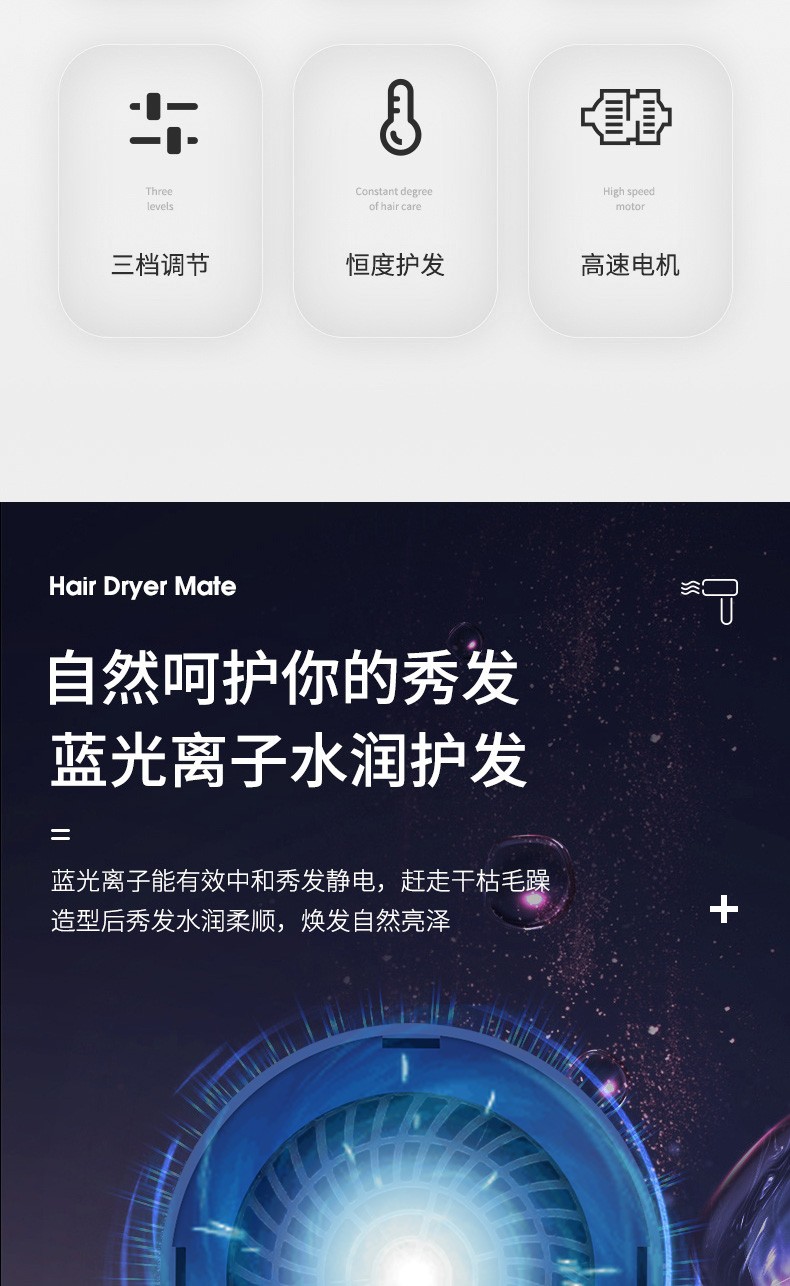 Three
levels
三档调节
Constant degree
of hair care
恒度护发
High speed
motor
高速电机
Hair Dryer Mate
自然呵护你的秀发
蓝光离子水润护发
蓝光离子能有效中和秀发静电，赶走干枯毛躁
造型后秀发水润柔顺，焕发自然亮泽